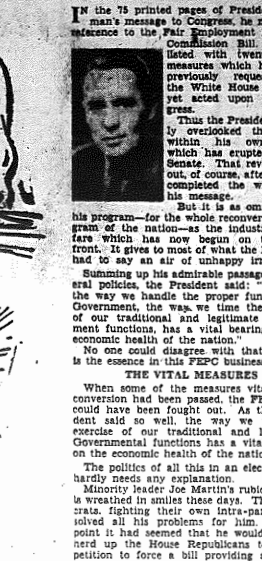 IN the 75 printed pages of Presid
man's message to Congress, he r
reference to the Fair Employment
Commission Bill.
listed with twen
measures which h
previously reque
the White House
yet acted upon
gress.
Thus the Preside
ly overlooked th
within his own
which has erupte
Senate. That rev
out, of course, afte
completed the w
his message.
But it is as om
his program—for the whole reconver
gram of the nation—as the indust
fare which has now begun on t
front. It gives to most of what the
had to say an air of unhappy irr
Summing up his admirable passag
eral policies, the President said: "
the way we handle the proper fun
Government, the way we time the
of our traditional and legitimate
ment functions, has a vital bearin
economic health of the nation."
No one could disagree with that
is the essence in this FEPC busines
THE VITAL MEASURES
When some of the measures vita
conversion had been passed, the FE
could have been fought out. As t
dent said so well, the way we
exercise of our traditional and l
Governmental functions has a vita
on the economic health of the natio
The politics of all this in an elec
hardly needs any explanation.
Minority leader Joe Martin's rubic
is wreathed in smiles these days. T
crats, fighting their own intra-par
solved all his problems for him.
point it had seemed that he would
herd up the House Republicans t
petition to force a bill providing